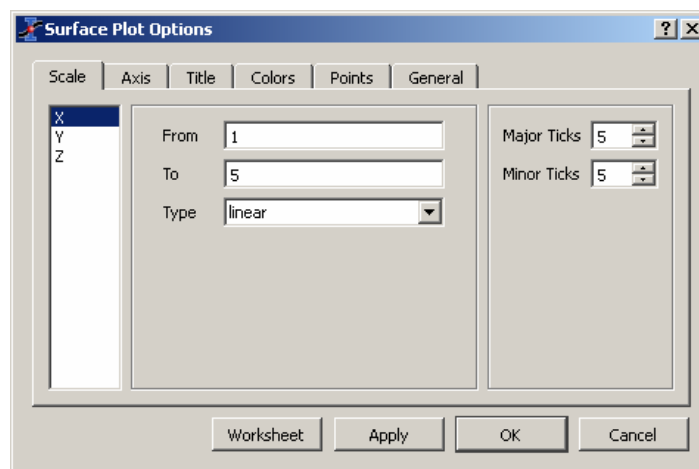 Surface Plot Options
Scale Axis Title Colors Points General
X
Y
Z
From 1
To 5
Type linear
Major Ticks 5
Minor Ticks 5
Worksheet Apply OK Cancel